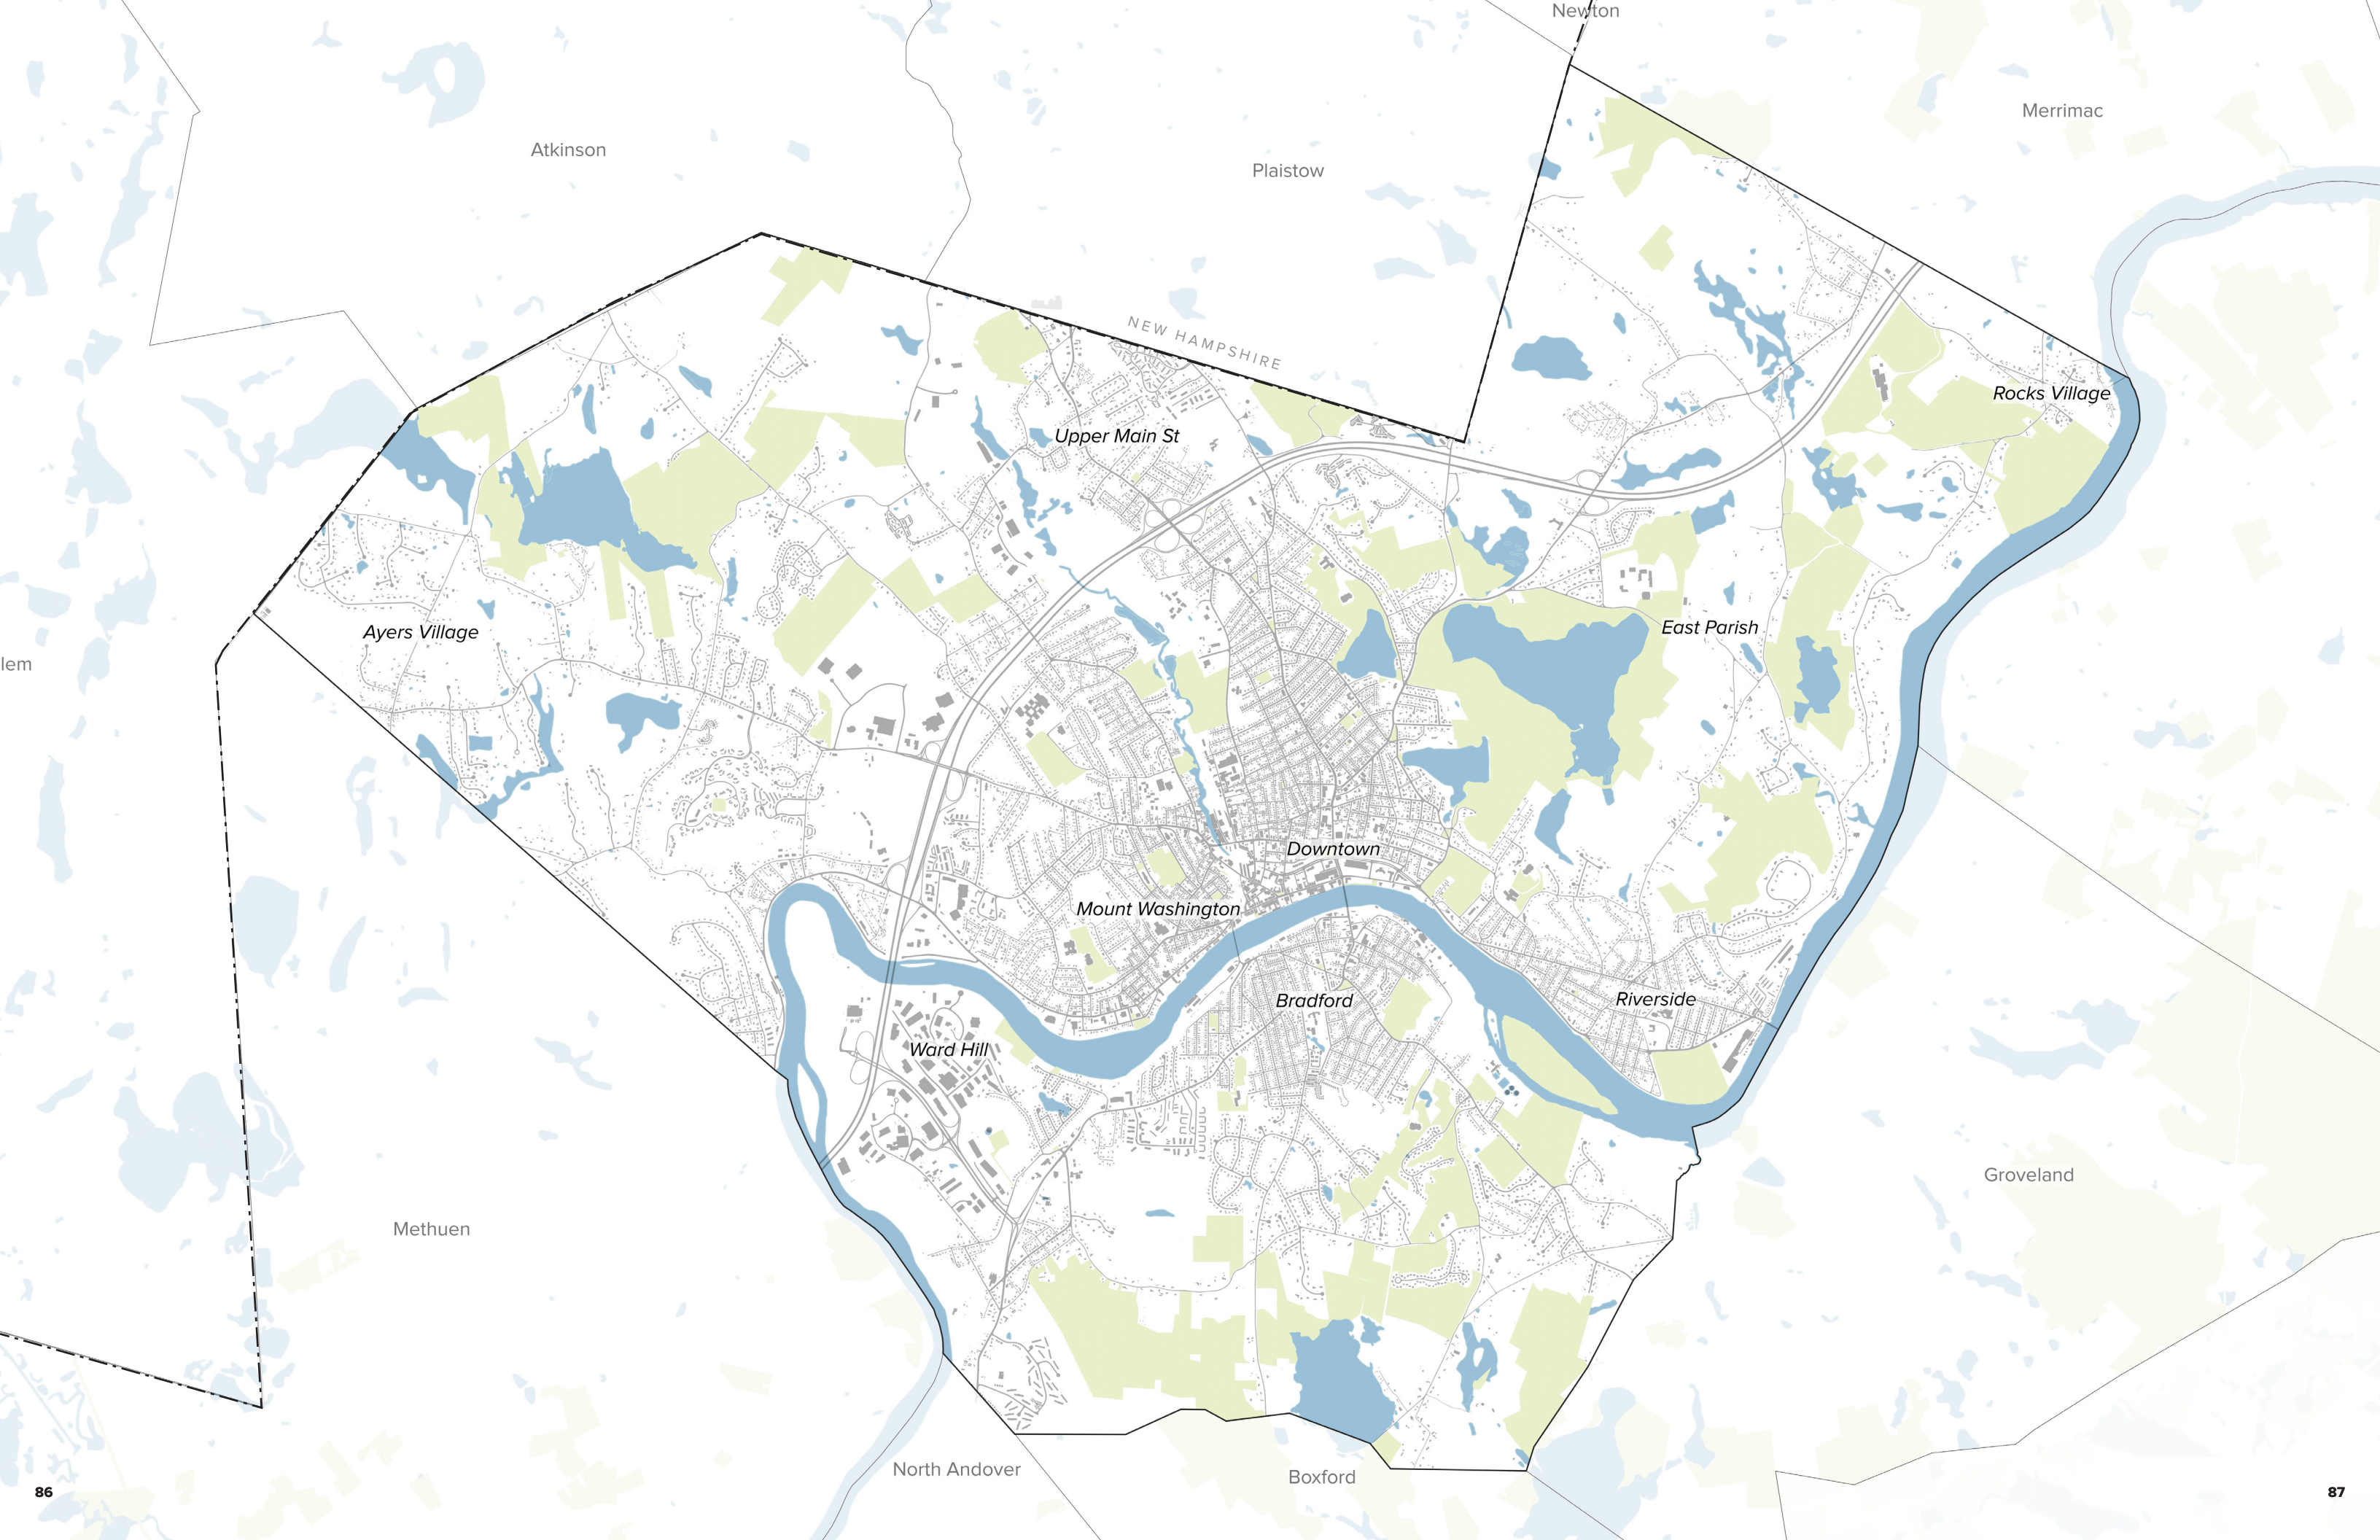 Newton
Merrimac
Atkinson
Plaistow
NEW HAMPSHIRE
Rocks Village
Upper Main St
Ayers Village
East Parish
lem
Downtown
Mount Washington
Riverside
Bradford
Ward Hill
Groveland
Methuen
North Andover
Boxford
86
87